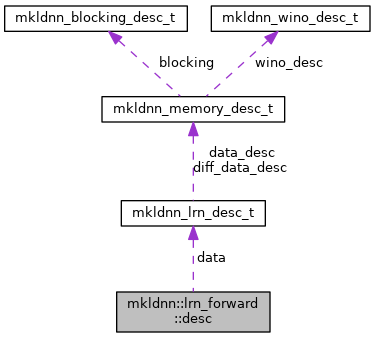 mkldnn_blocking_desc_t
mkldnn_wino_desc_t
blocking
wino_desc
mkldnn_memory_desc_t
data_desc
diff_data_desc
mkldnn_lrn_desc_t
data
mkldnn::lrn_forward
::desc